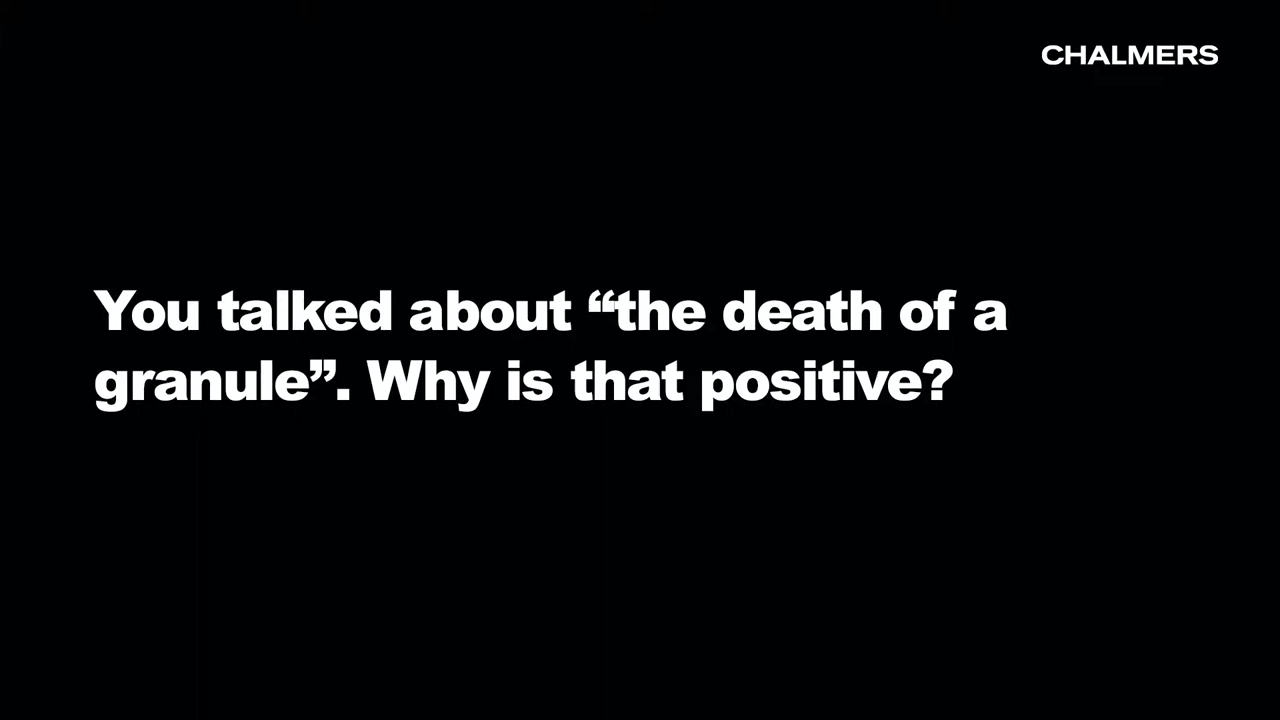 CHALMERS
You talked about “the death of a
granule”. Why is that positive?